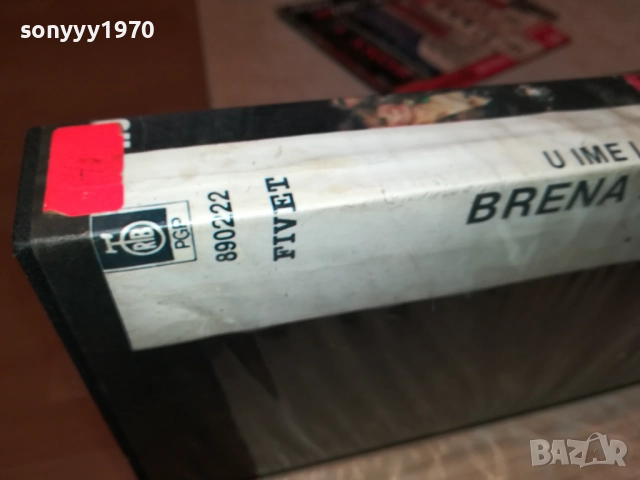 sonyyy1970
RTB
PGP
890222
FIVET
U IME
BRENA
BAZAR